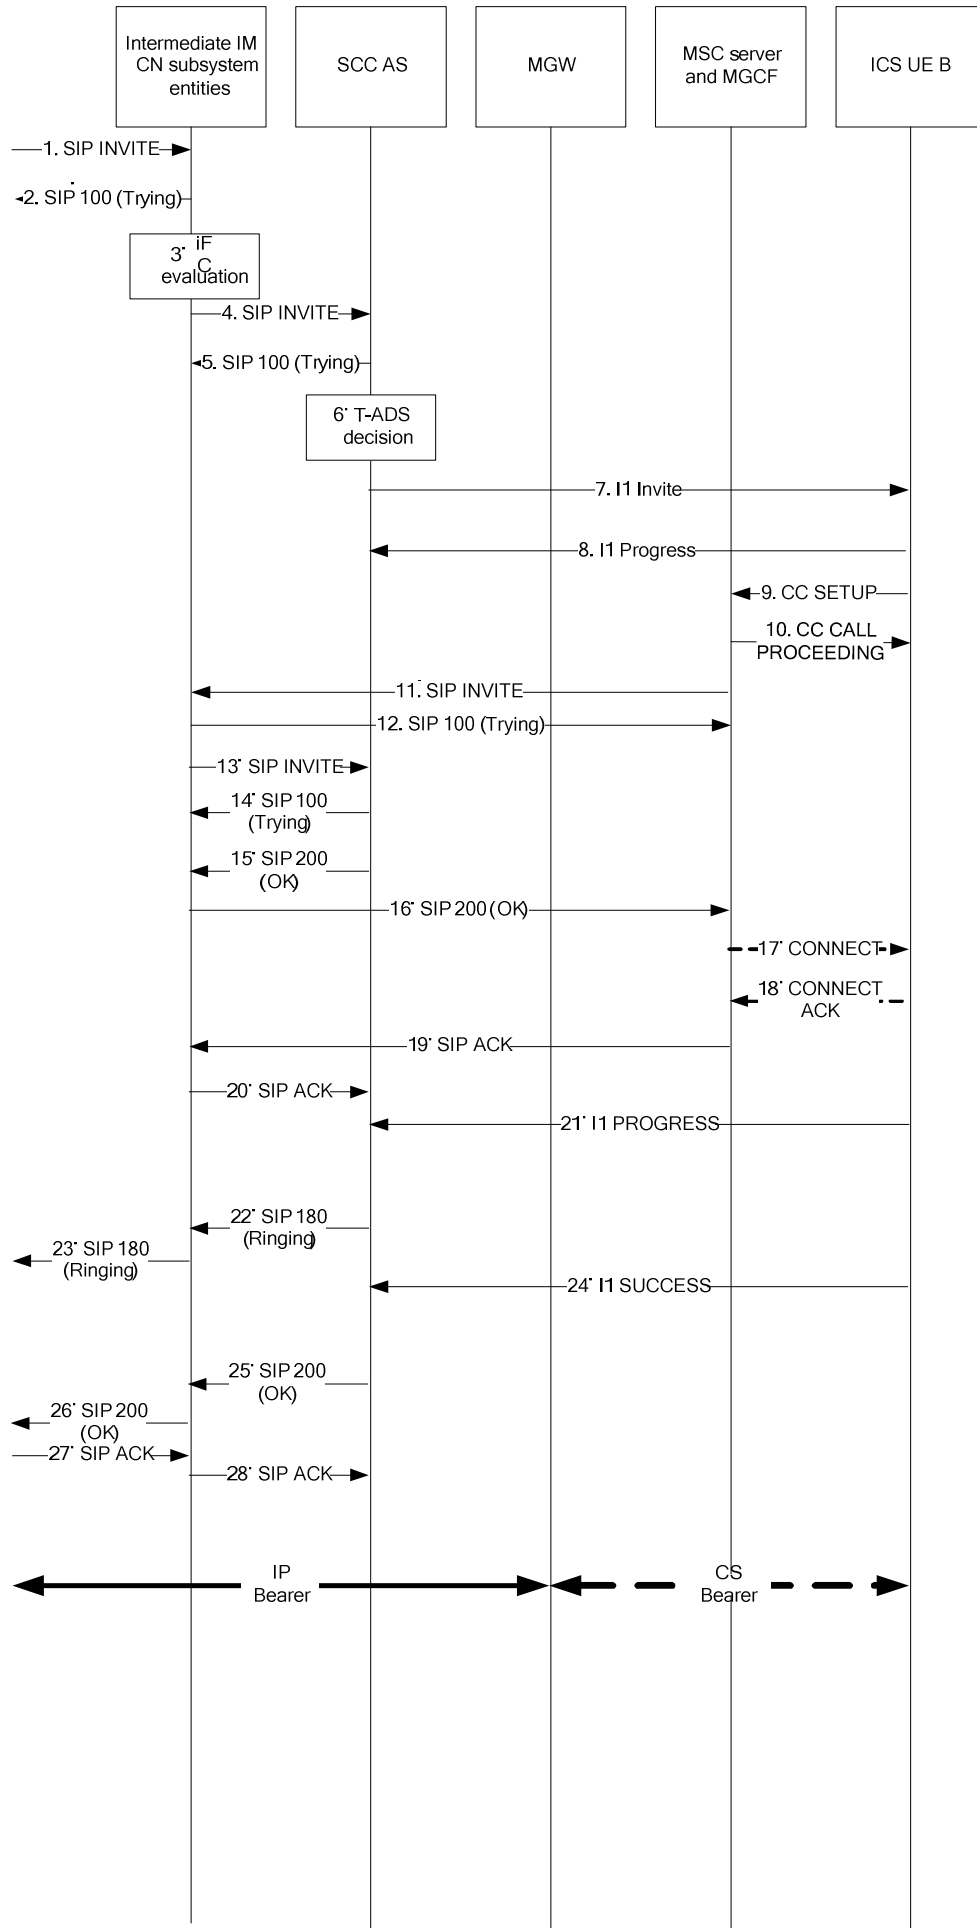 Intermediate IM
CN subsystem
entities
SCC AS
MGW
MSC server
and MGCF
ICS UE B
1. SIP INVITE
2. SIP 100 (Trying)
3. iF
C
evaluation
4. SIP INVITE
5. SIP 100 (Trying)
6. T-ADS
decision
7. I1 Invite
8. I1 Progress
9. CC SETUP
10. CC CALL
PROCEEDING
11. SIP INVITE
12. SIP 100 (Trying)
13. SIP INVITE
14. SIP 100
(Trying)
15. SIP 200
(OK)
16. SIP 200 (OK)
17. CONNECT
18. CONNECT
ACK
19. SIP ACK
20. SIP ACK
21. I1 PROGRESS
22. SIP 180
(Ringing)
23. SIP 180
(Ringing)
24. I1 SUCCESS
25. SIP 200
(OK)
26. SIP 200
(OK)
27. SIP ACK
28. SIP ACK
IP
Bearer
CS
Bearer